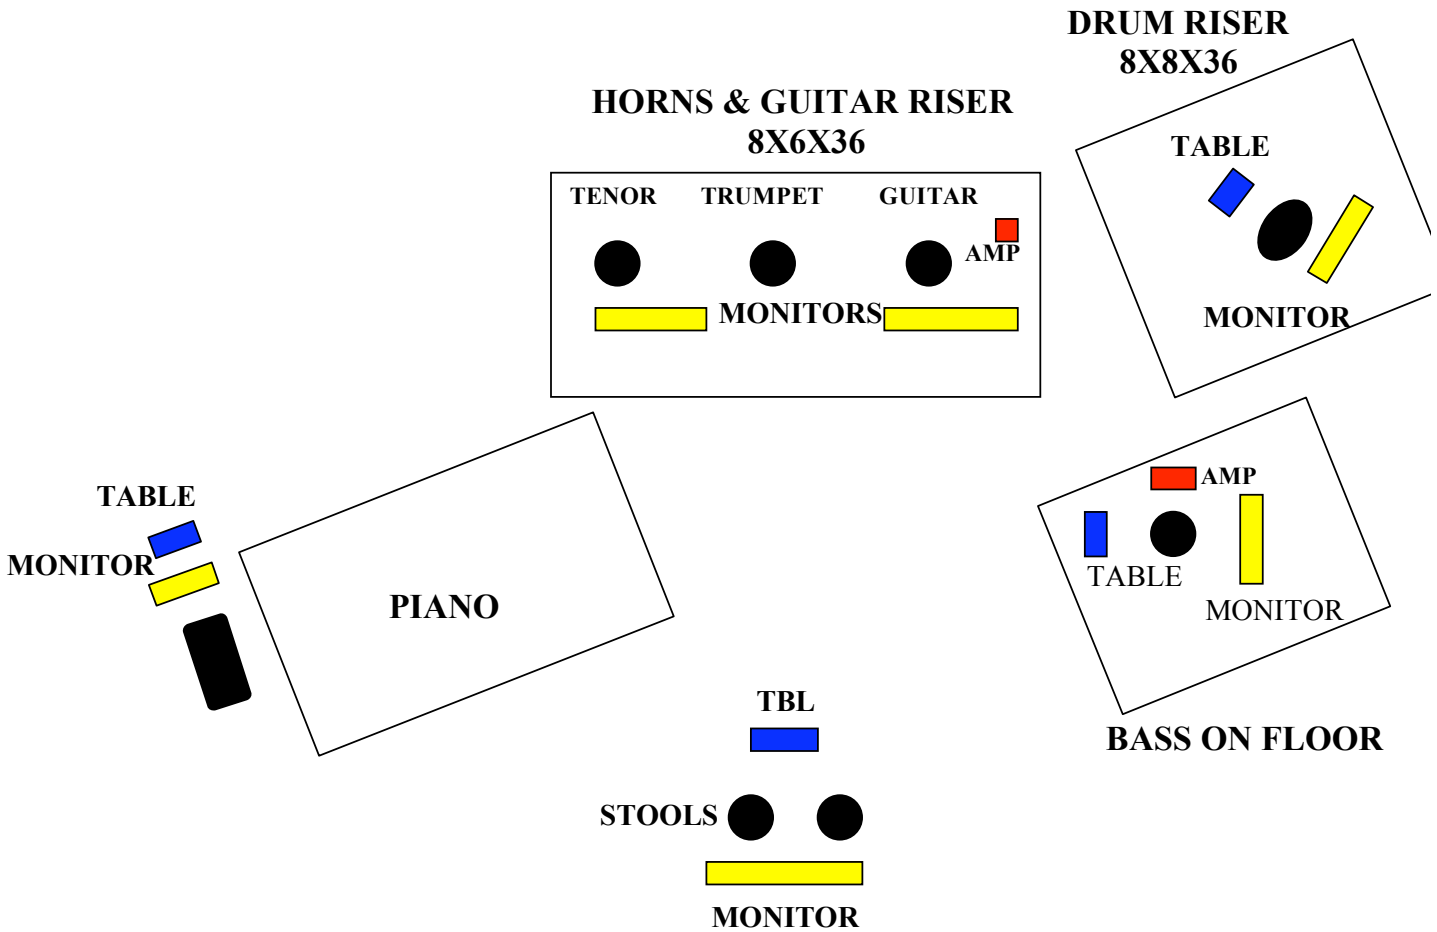 DRUM RISER
8X8X36
HORNS & GUITAR RISER
8X6X36
TABLE
TENOR TRUMPET GUITAR
AMP
MONITORS
MONITOR
TABLE
MONITOR
PIANO
AMP
TABLE
MONITOR
TBL
BASS ON FLOOR
STOOLS
MONITOR